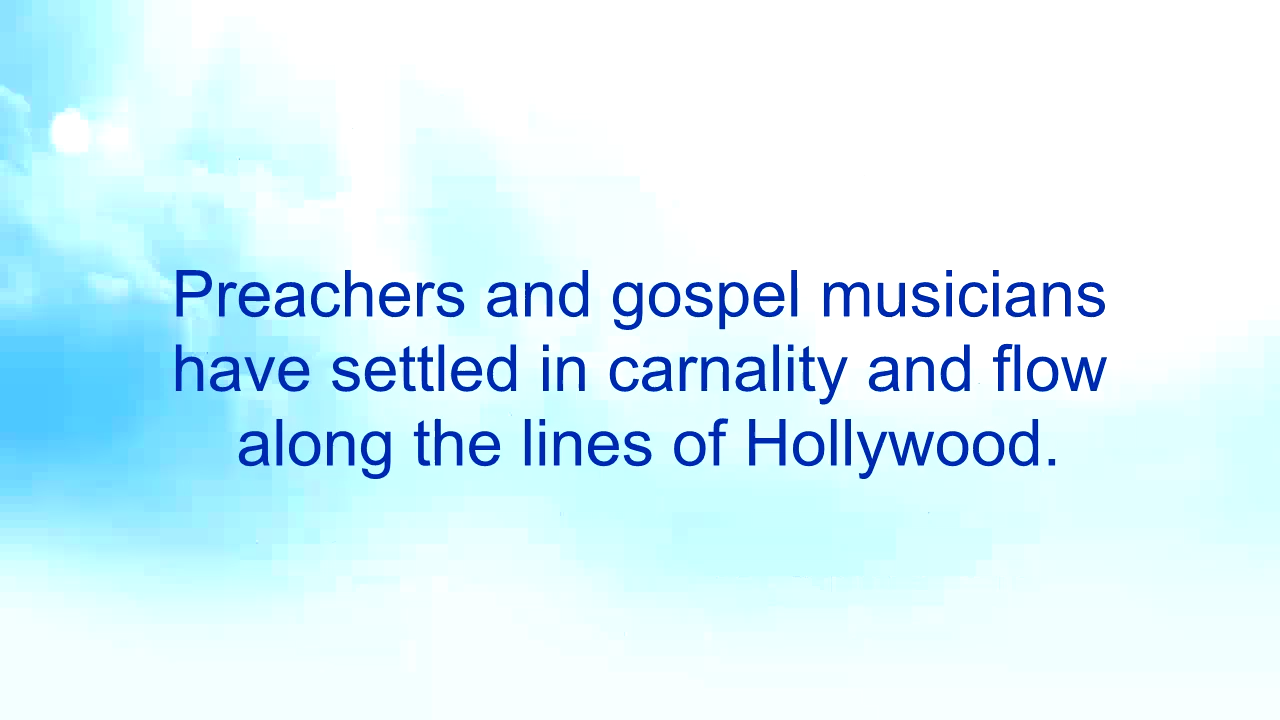 Preachers and gospel musicians
have settled in carnality and flow
along the lines of Hollywood.